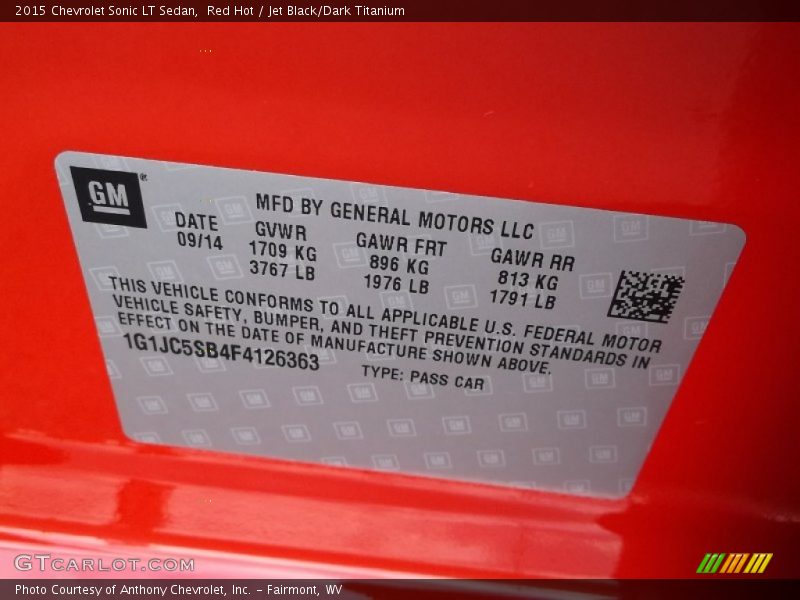 2015 Chevrolet Sonic LT Sedan, Red Hot / Jet Black/Dark Titanium
GM®
MFD BY GENERAL MOTORS LLC
DATE GVWR GAWR FRT GAWR RR
09/14 1709 KG 896 KG 813 KG
3767 LB 1976 LB 1791 LB
THIS VEHICLE CONFORMS TO ALL APPLICABLE U.S. FEDERAL MOTOR
VEHICLE SAFETY, BUMPER, AND THEFT PREVENTION STANDARDS IN
EFFECT ON THE DATE OF MANUFACTURE SHOWN ABOVE.
1G1JC5SB4F4126363 TYPE: PASS CAR
GTCARLOT.COM
Photo Courtesy of Anthony Chevrolet, Inc. – Fairmont, WV